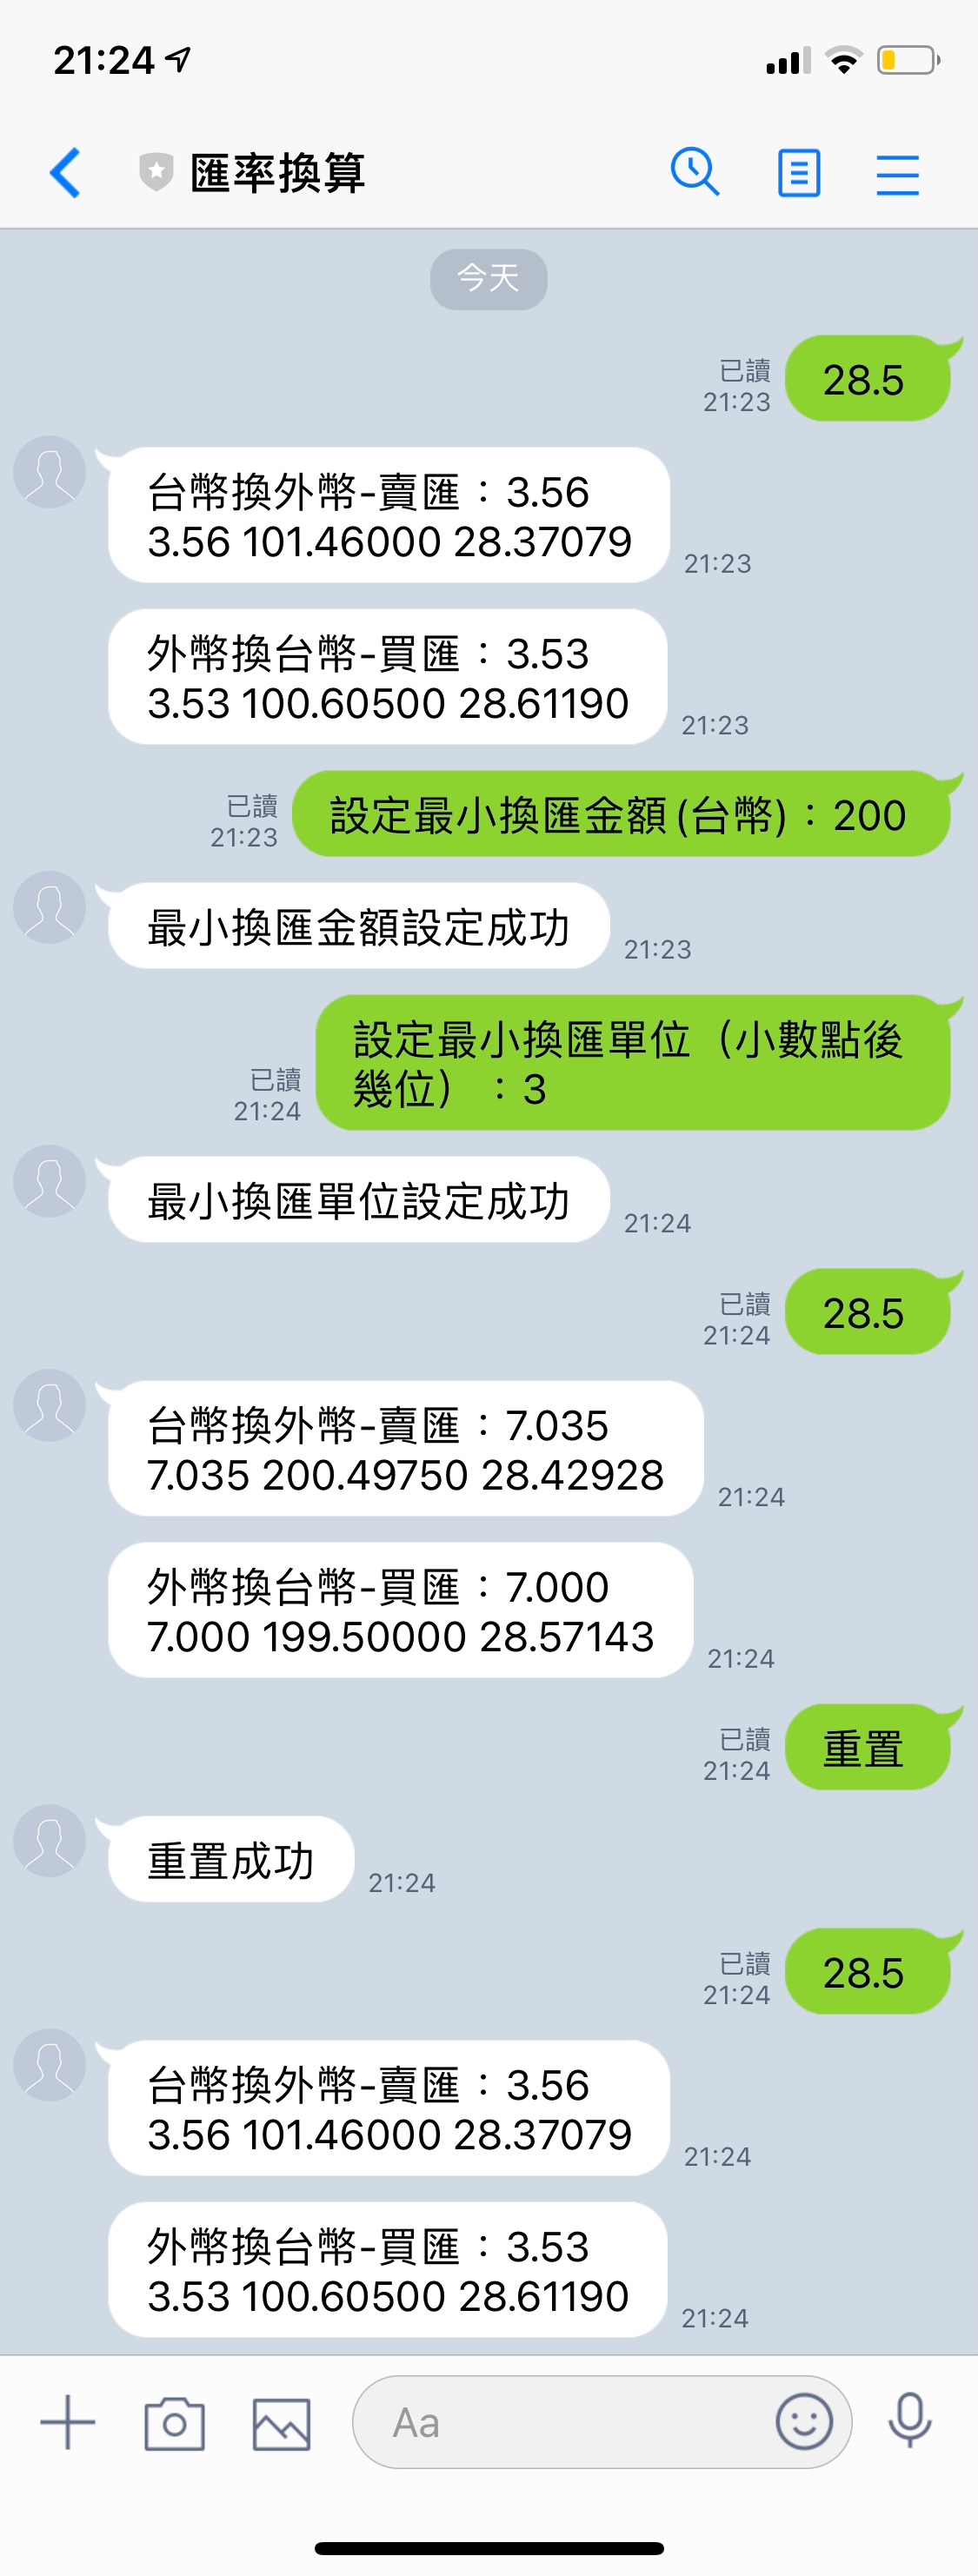 21:24
匯率換算
今天
已讀
21:23
28.5
台幣換外幣-賣匯：3.56
3.56 101.46000 28.37079
21:23
外幣換台幣-買匯：3.53
3.53 100.60500 28.61190
21:23
已讀
21:23
設定最小換匯金額(台幣)：200
最小換匯金額設定成功
21:23
設定最小換匯單位（小數點後
幾位）：3
已讀
21:24
最小換匯單位設定成功
21:24
已讀
21:24
28.5
台幣換外幣-賣匯：7.035
7.035 200.49750 28.42928
21:24
外幣換台幣-買匯：7.000
7.000 199.50000 28.57143
21:24
已讀
21:24
重置
重置成功
21:24
已讀
21:24
28.5
台幣換外幣-賣匯：3.56
3.56 101.46000 28.37079
21:24
外幣換台幣-買匯：3.53
3.53 100.60500 28.61190
21:24
Aa